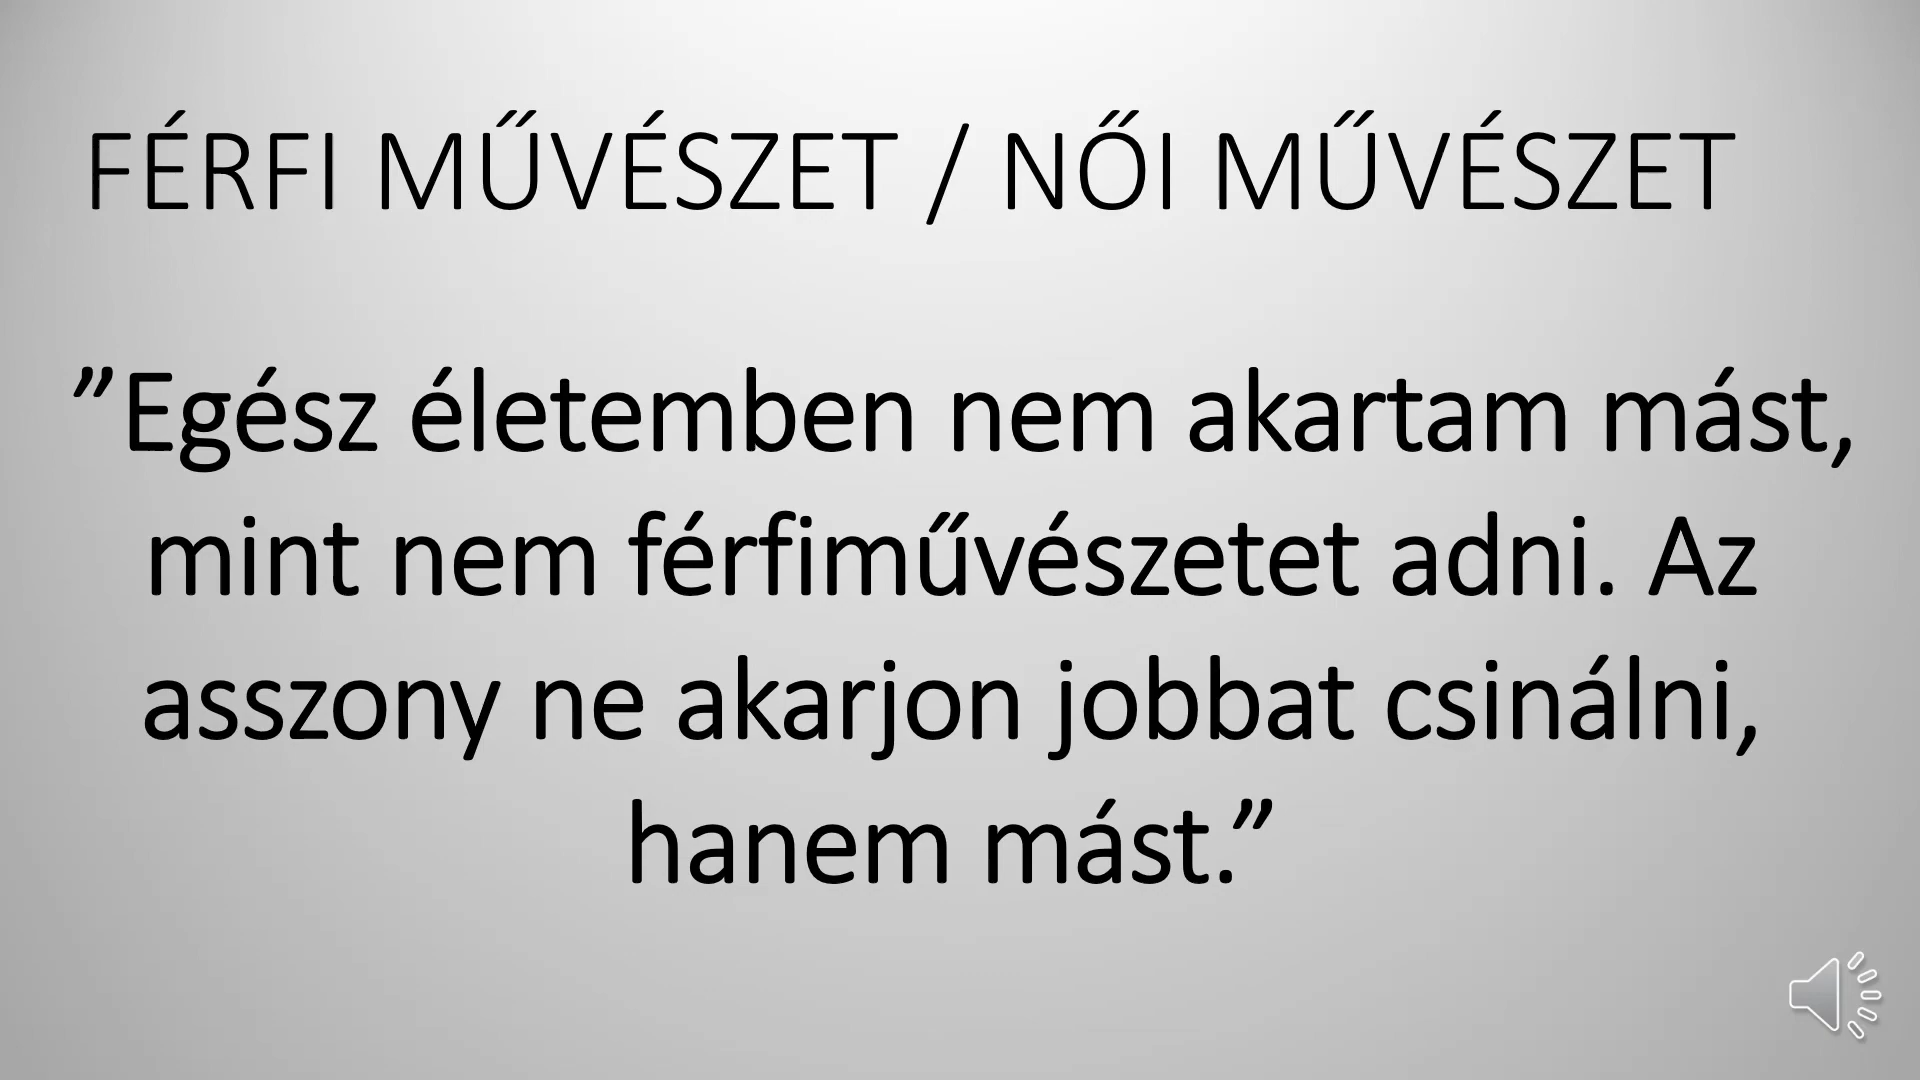 FÉRFI MŰVÉSZET / NŐI MŰVÉSZET
”Egész életemben nem akartam mást,
mint nem férfiművészetet adni. Az
asszony ne akarjon jobbat csinálni,
hanem mást.”